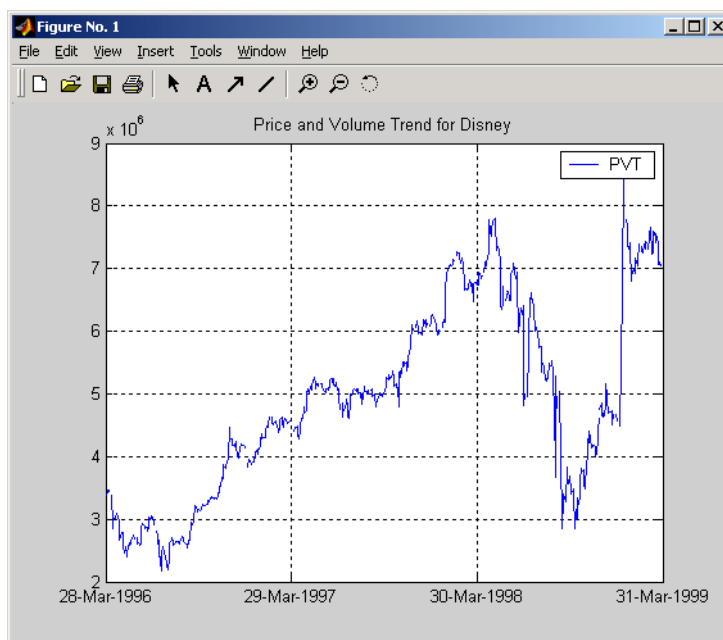 Figure No. 1
File Edit View Insert Tools Window Help
A
x 10^6
Price and Volume Trend for Disney
PVT
9
8
7
6
5
4
3
2
28-Mar-1996 29-Mar-1997 30-Mar-1998 31-Mar-1999